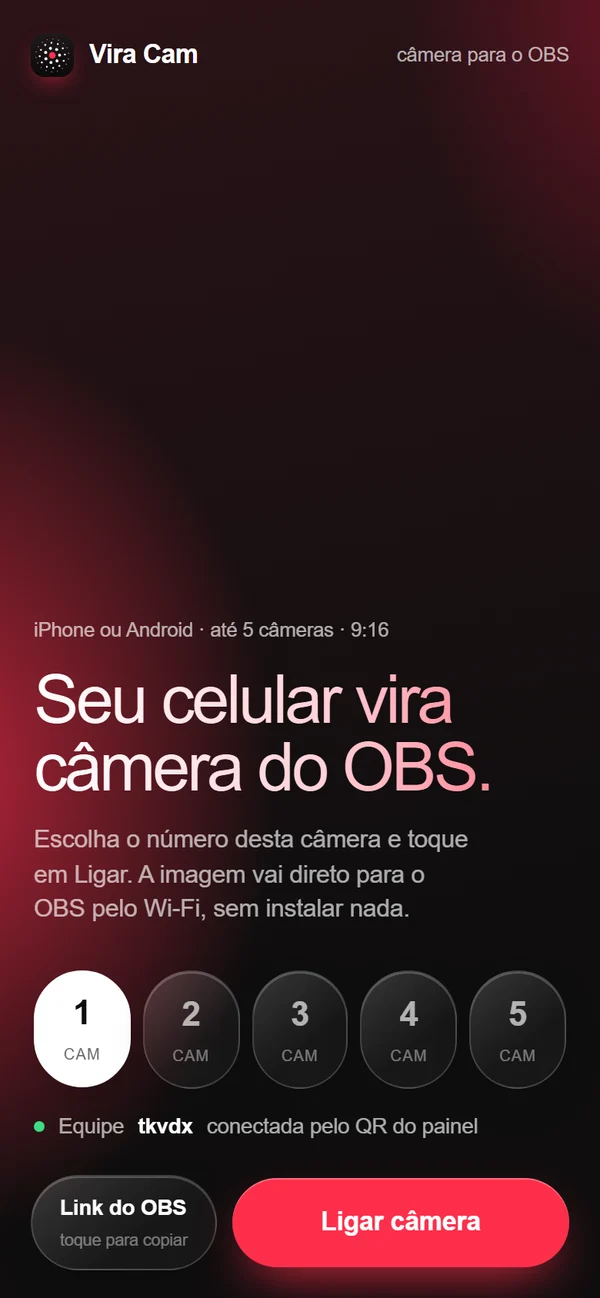 Vira Cam
câmera para o OBS
iPhone ou Android · até 5 câmeras · 9:16
Seu celular vira
câmera do OBS.
Escolha o número desta câmera e toque
em Ligar. A imagem vai direto para o
OBS pelo Wi-Fi, sem instalar nada.
1 2 3 4 5
CAM CAM CAM CAM CAM
Equipe tkvdx conectada pelo QR do painel
Link do OBS
toque para copiar
Ligar câmera